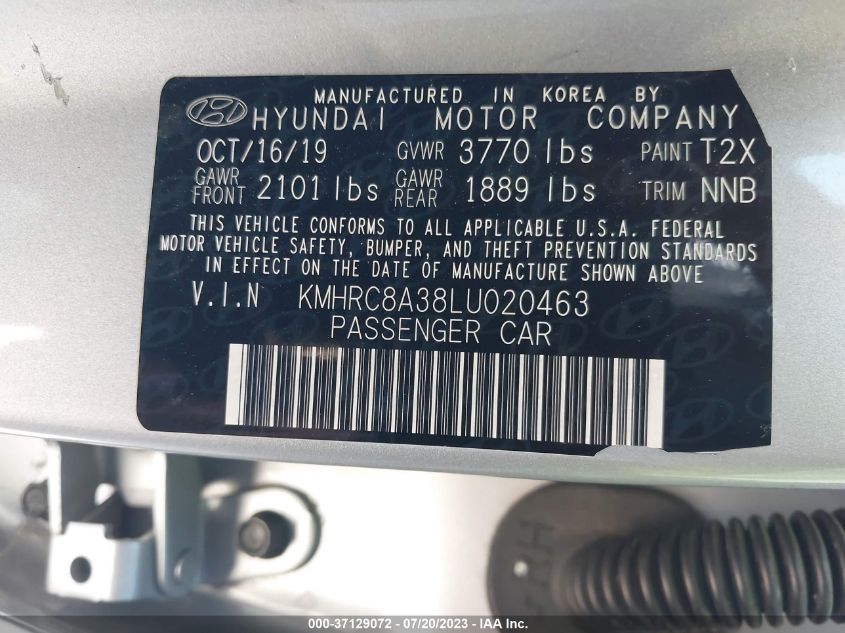 MANUFACTURED IN KOREA BY
HYUNDAI MOTOR COMPANY
OCT/16/19 GVWR 3770 lbs PAINT T2X
GAWR FRONT 2101 lbs GAWR REAR 1889 lbs TRIM NNB
THIS VEHICLE CONFORMS TO ALL APPLICABLE U.S.A. FEDERAL
MOTOR VEHICLE SAFETY, BUMPER, AND THEFT PREVENTION STANDARDS
IN EFFECT ON THE DATE OF MANUFACTURE SHOWN ABOVE
V.I.N KMHRC8A38LU020463
PASSENGER CAR
000-37129072 - 07/20/2023 - IAA Inc.